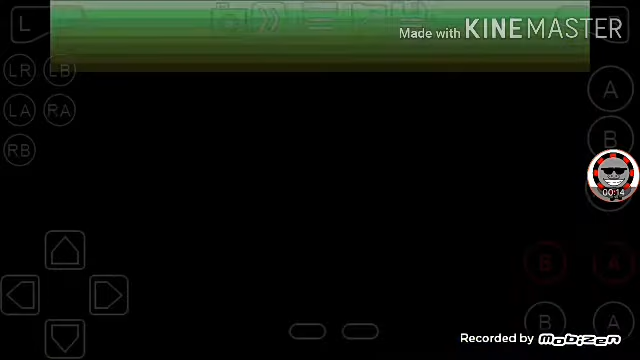 L
Made with KINEMASTER
LR LB
A
LA RA
B
RB
00:14
B A
Recorded by mobizen